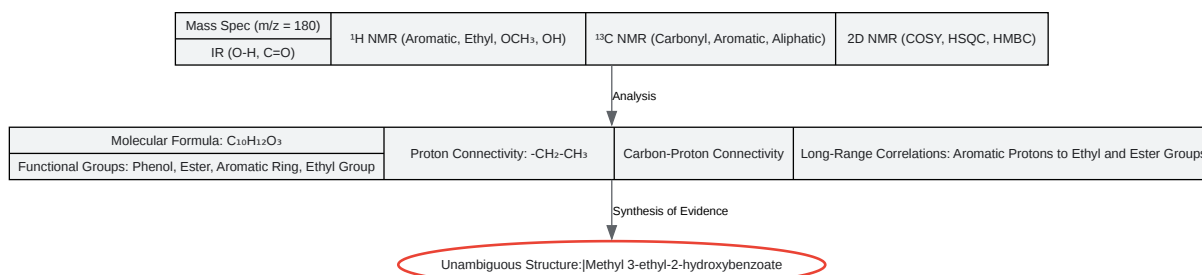 Mass Spec (m/z = 180)
IR (O-H, C=O)
¹H NMR (Aromatic, Ethyl, OCH₃, OH)
¹³C NMR (Carbonyl, Aromatic, Aliphatic)
2D NMR (COSY, HSQC, HMBC)
Analysis
Molecular Formula: C₁₀H₁₂O₃
Functional Groups: Phenol, Ester, Aromatic Ring, Ethyl Group
Proton Connectivity: -CH₂-CH₃
Carbon-Proton Connectivity
Long-Range Correlations: Aromatic Protons to Ethyl and Ester Groups
Synthesis of Evidence
Unambiguous Structure:|Methyl 3-ethyl-2-hydroxybenzoate